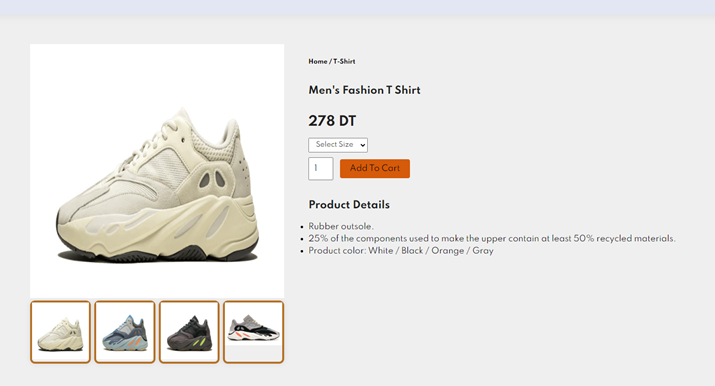 Home / T-Shirt
Men's Fashion T Shirt
278 DT
Select Size
1
Add To Cart
Product Details
Rubber outsole.
25% of the components used to make the upper contain at least 50% recycled materials.
Product color: White / Black / Orange / Gray